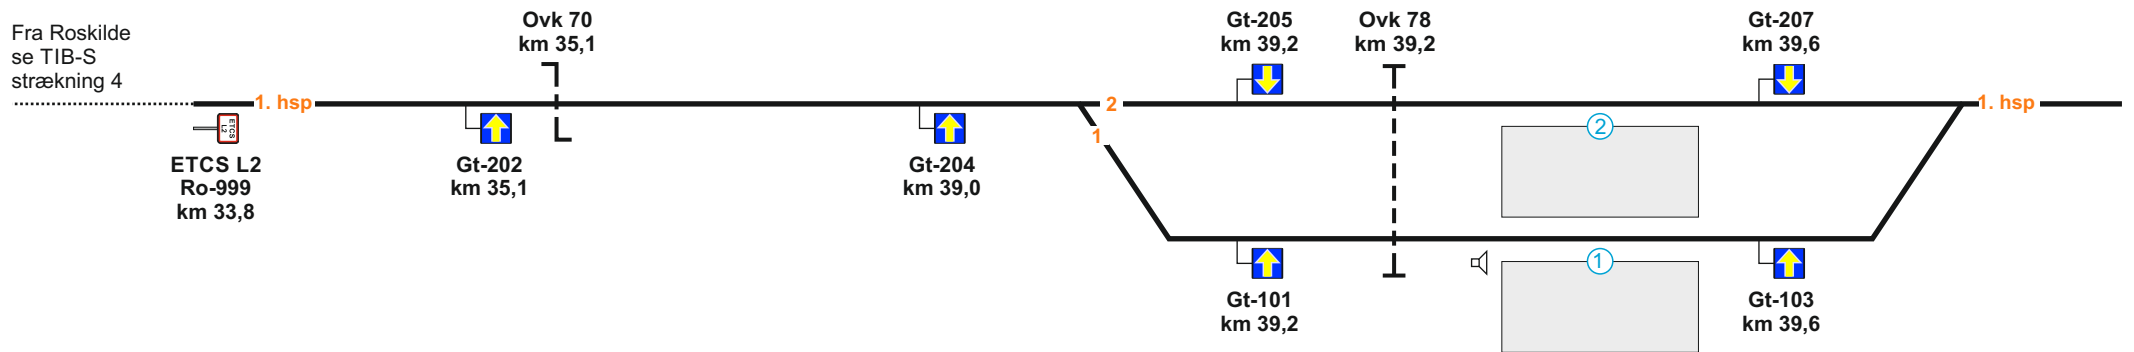 Fra Roskilde
se TIB-S
strækning 4
Ovk 70
km 35,1
Gt-205
km 39,2
Ovk 78
km 39,2
Gt-207
km 39,6
1. hsp
2
1. hsp
1
ETCS
L2
ETCS L2
Ro-999
km 33,8
Gt-202
km 35,1
Gt-204
km 39,0
2
1
Gt-101
km 39,2
Gt-103
km 39,6